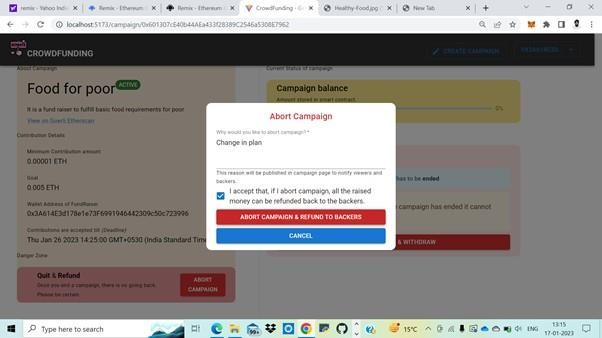 remix - Yahoo Indi
Remix - Ethereum
Remix - Ethereum
CrowdFunding - G
Healthy-Food.jpg
New Tab
localhost:5173/campaign/0x601307cE40b44AEa433f28389C2546a5308E7962
CROWDFUNDING
CREATE CAMPAIGN
About Campaign
Food for poor
ACTIVE
It is a fund raiser to fulfill basic food requirements for poor
View on Goerli Etherscan
Contribution Details
Minimum Contribution amount
0.00001 ETH
Goal
0.005 ETH
Wallet Address of FundRaiser
0x3A614E3d178e1e73F6991946442309c50c723996
Contributions are accepted till (Deadline)
Thu Jan 26 2023 14:25:00 GMT+0530 (India Standard Time
Danger Zone
Quit & Refund
Once you end a campaign, there is no going back.
Please be certain.
ABORT
CAMPAIGN
Current Status of campaign
Campaign balance
Amount stored in smart contract.
0%
has to be ended
e campaign has ended it cannot
& WITHDRAW
Abort Campaign
Why would you like to abort campaign? *
Change in plan
This reason will be published in campaign page to notify viewers and
backers.
I accept that, if I abort campaign, all the raised
money can be refunded back to the backers.
ABORT CAMPAIGN & REFUND TO BACKERS
CANCEL
Type here to search
99+
15°C
ENG
13:15
17-01-2023